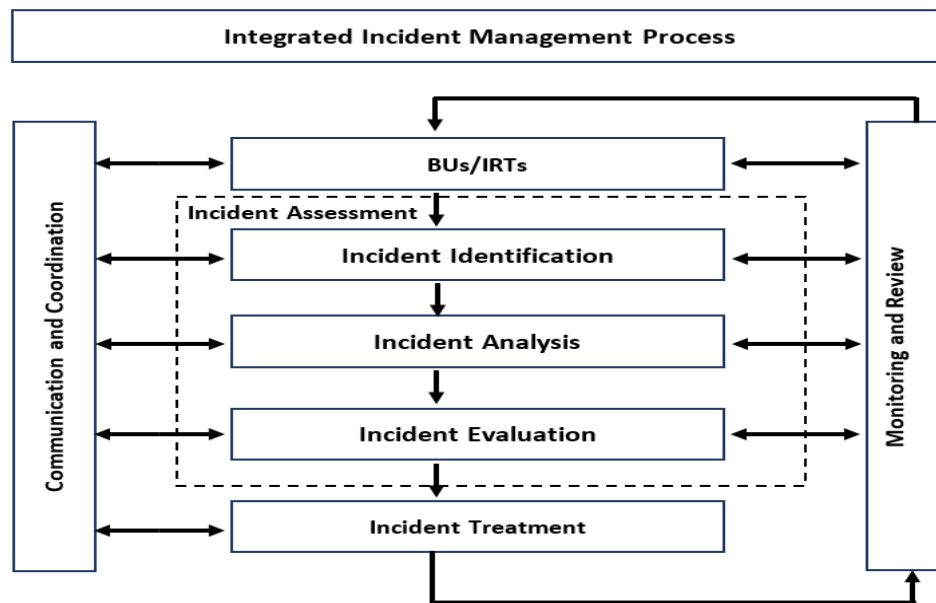 Integrated Incident Management Process
BUs/IRTs
Incident Assessment
Incident Identification
Incident Analysis
Incident Evaluation
Incident Treatment
Communication and Coordination
Monitoring and Review